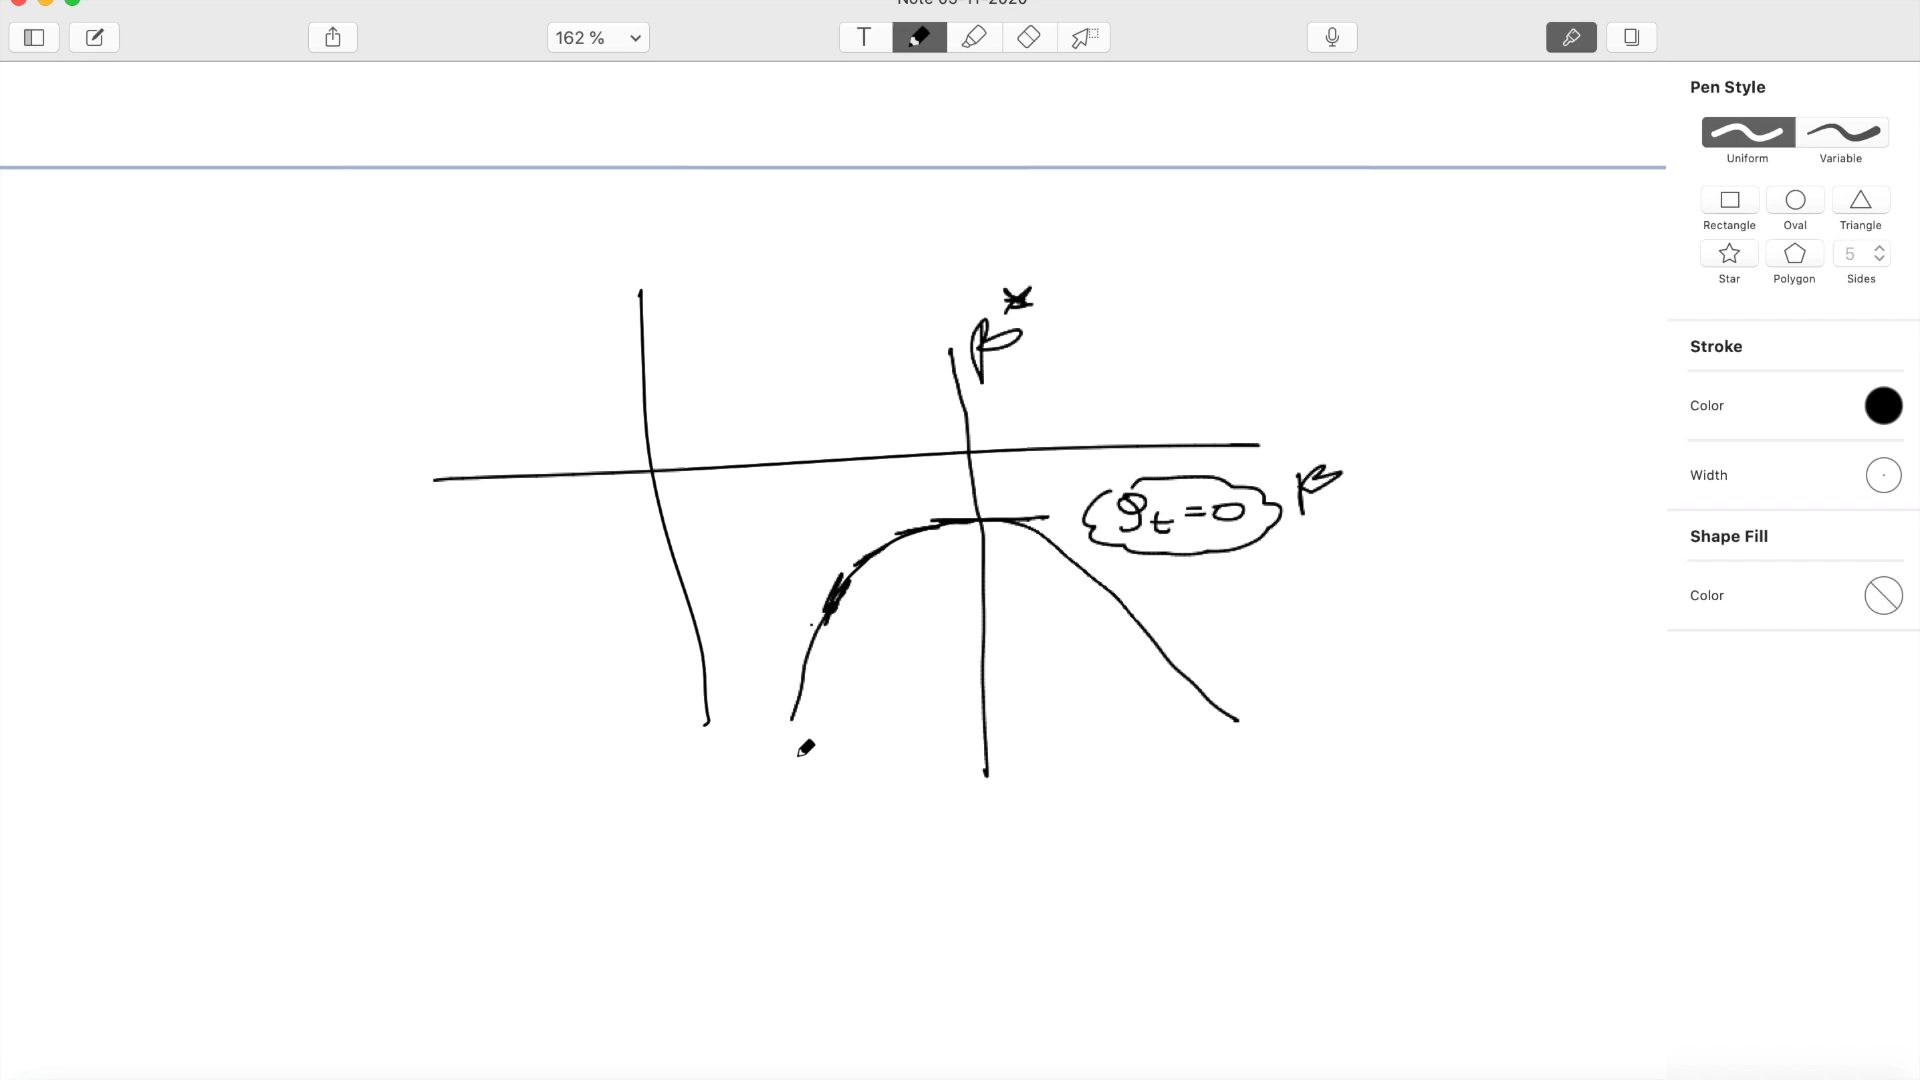 162 %
T
Pen Style
Uniform
Variable
Rectangle
Oval
Triangle
5
Star
Polygon
Sides
Stroke
Color
Width
Shape Fill
Color
*
= 0